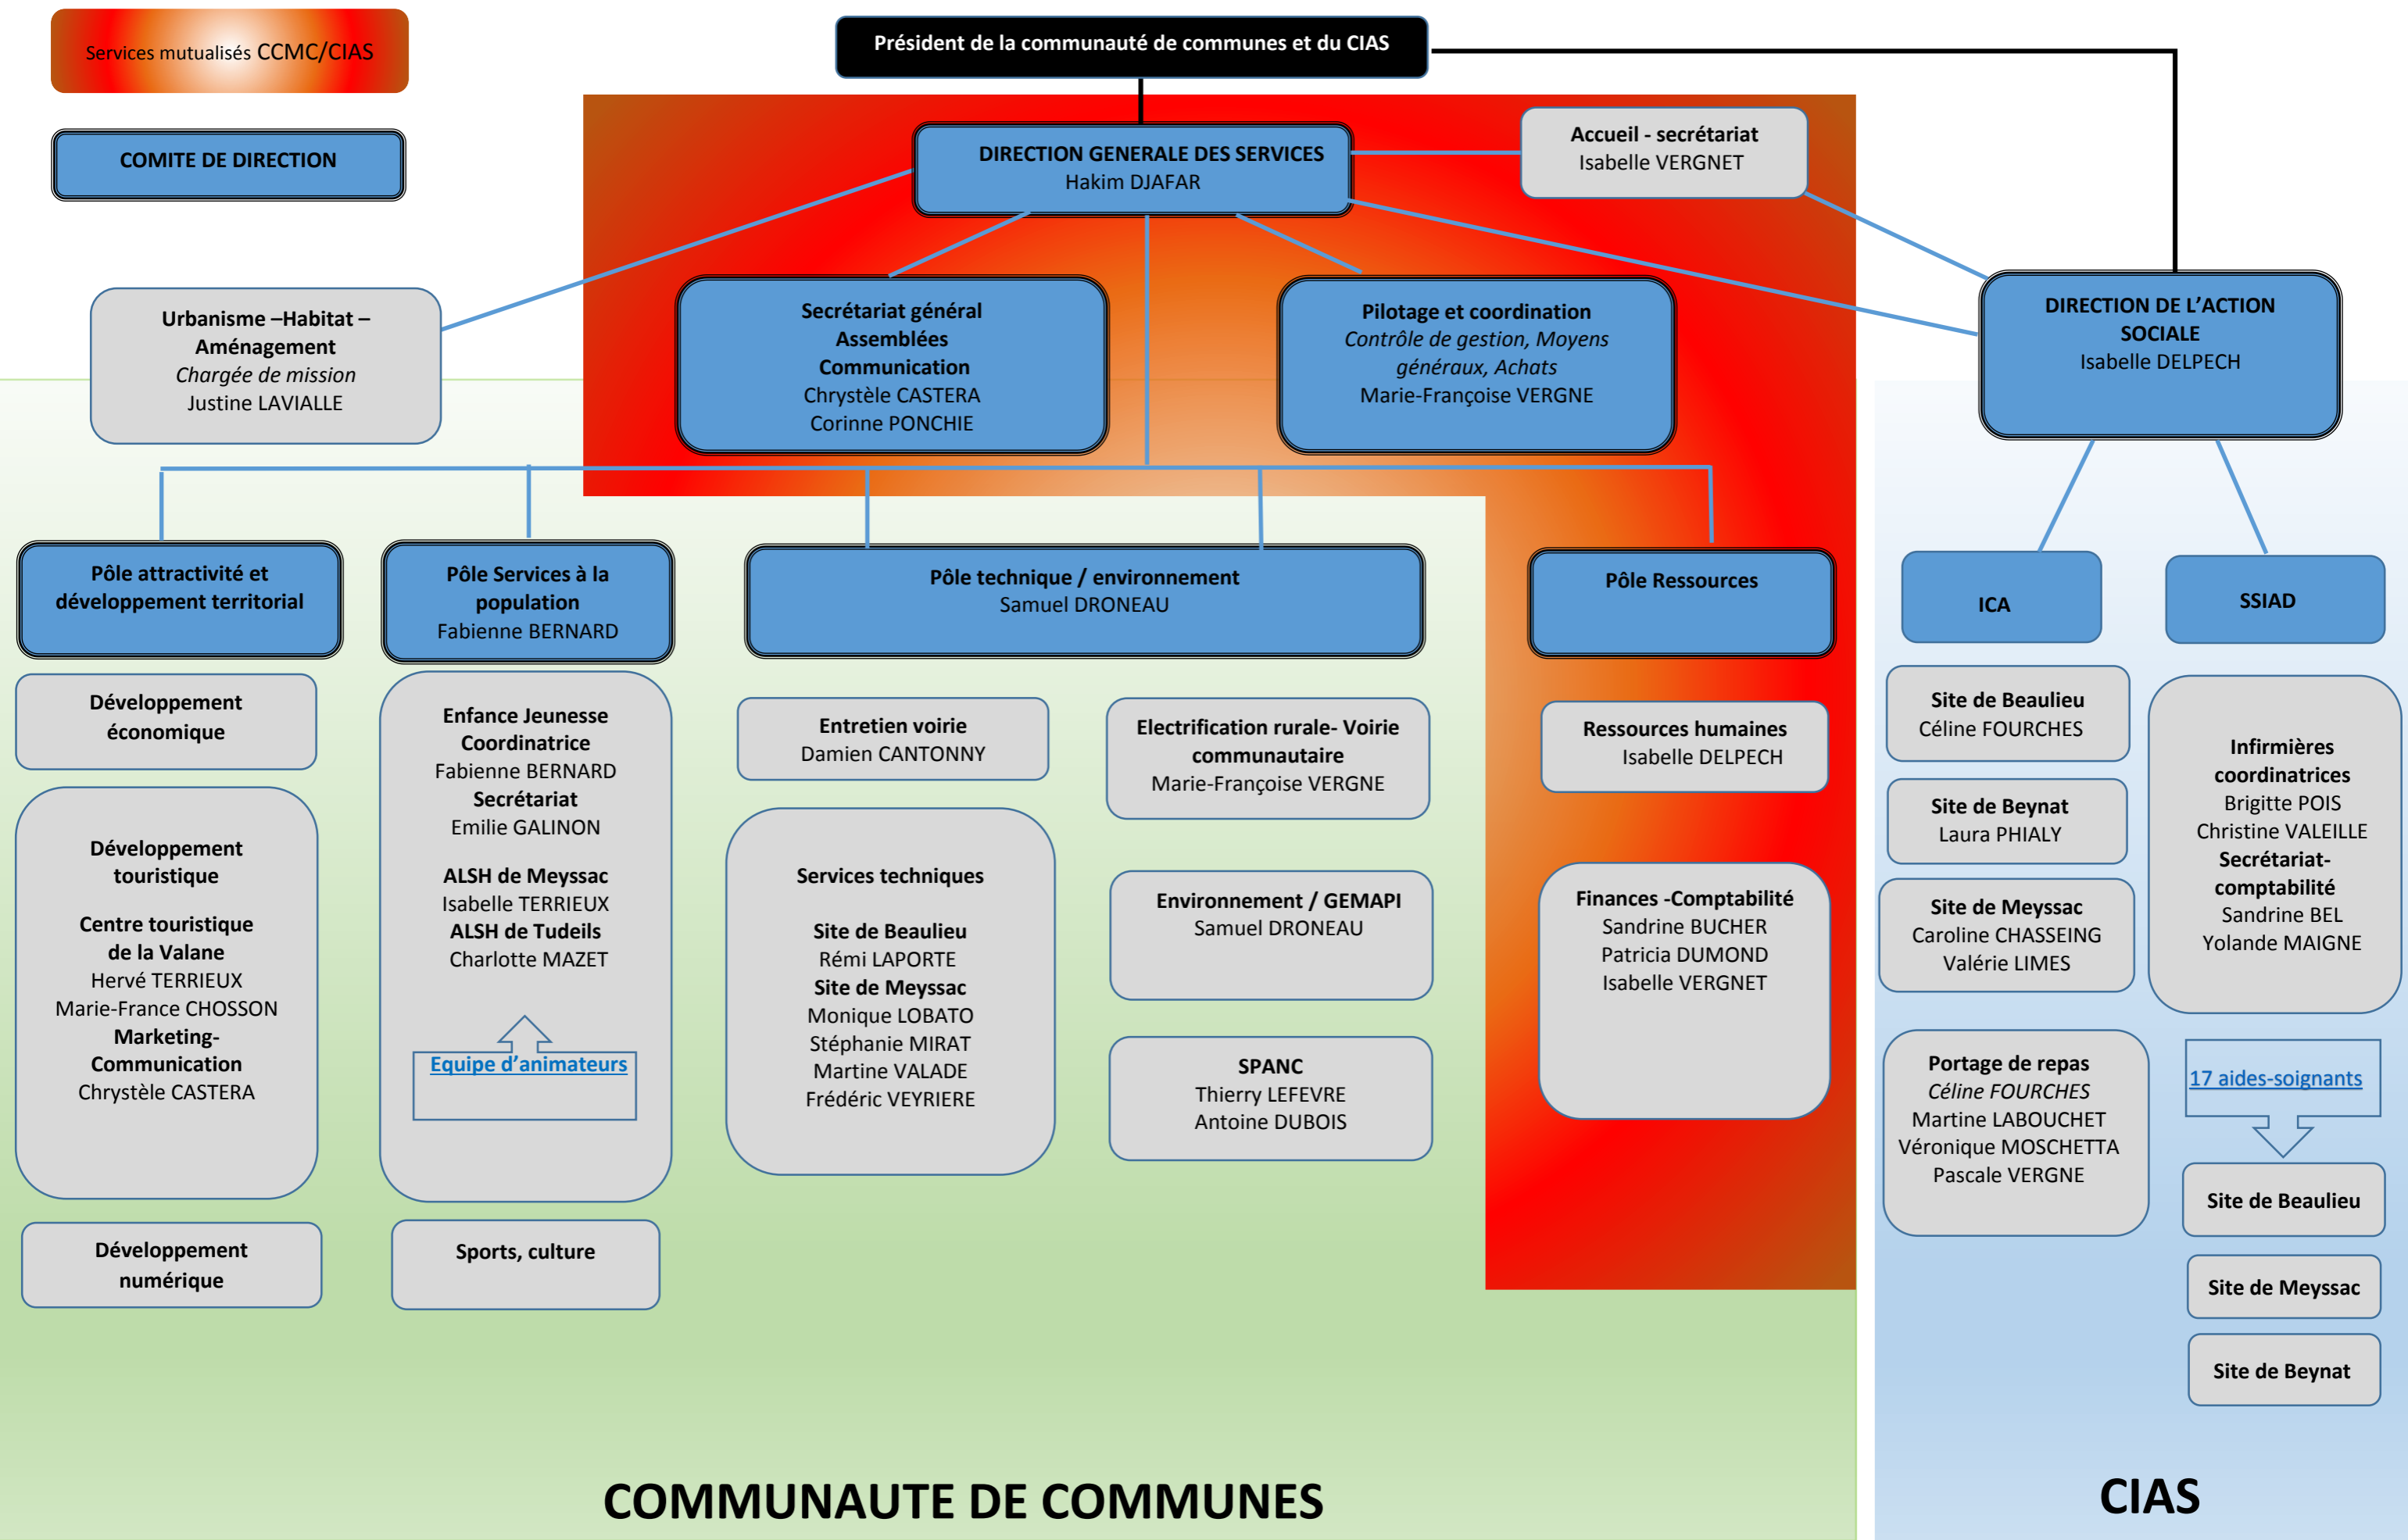 Services mutualisés CCMC/CIAS
COMITE DE DIRECTION
Président de la communauté de communes et du CIAS
DIRECTION GENERALE DES SERVICES
Hakim DJAFAR
Accueil - secrétariat
Isabelle VERGNET
Urbanisme –Habitat –
Aménagement
Chargée de mission
Justine LAVIALLE
Secrétariat général
Assemblées
Communication
Chrystèle CASTERA
Corinne PONCHIE
Pilotage et coordination
Contrôle de gestion, Moyens
généraux, Achats
Marie-Françoise VERGNE
DIRECTION DE L’ACTION
SOCIALE
Isabelle DELPECH
Pôle attractivité et
développement territorial
Développement
économique
Développement
touristique
Centre touristique
de la Valane
Hervé TERRIEUX
Marie-France CHOSSON
Marketing-
Communication
Chrystèle CASTERA
Développement
numérique
Pôle Services à la
population
Fabienne BERNARD
Enfance Jeunesse
Coordinatrice
Fabienne BERNARD
Secrétariat
Emilie GALINON
ALSH de Meyssac
Isabelle TERRIEUX
ALSH de Tudeils
Charlotte MAZET
Equipe d’animateurs
Sports, culture
Pôle technique / environnement
Samuel DRONEAU
Entretien voirie
Damien CANTONNY
Services techniques
Site de Beaulieu
Rémi LAPORTE
Site de Meyssac
Monique LOBATO
Stéphanie MIRAT
Martine VALADE
Frédéric VEYRIERE
Electrification rurale- Voirie
communautaire
Marie-Françoise VERGNE
Environnement / GEMAPI
Samuel DRONEAU
SPANC
Thierry LEFEVRE
Antoine DUBOIS
Pôle Ressources
Ressources humaines
Isabelle DELPECH
Finances -Comptabilité
Sandrine BUCHER
Patricia DUMOND
Isabelle VERGNET
ICA
Site de Beaulieu
Céline FOURCHES
Site de Beynat
Laura PHIALY
Site de Meyssac
Caroline CHASSEING
Valérie LIMES
Portage de repas
Céline FOURCHES
Martine LABOUCHET
Véronique MOSCHETTA
Pascale VERGNE
SSIAD
Infirmières
coordinatrices
Brigitte POIS
Christine VALEILLE
Secrétariat-
comptabilité
Sandrine BEL
Yolande MAIGNE
17 aides-soignants
Site de Beaulieu
Site de Meyssac
Site de Beynat
COMMUNAUTE DE COMMUNES
CIAS